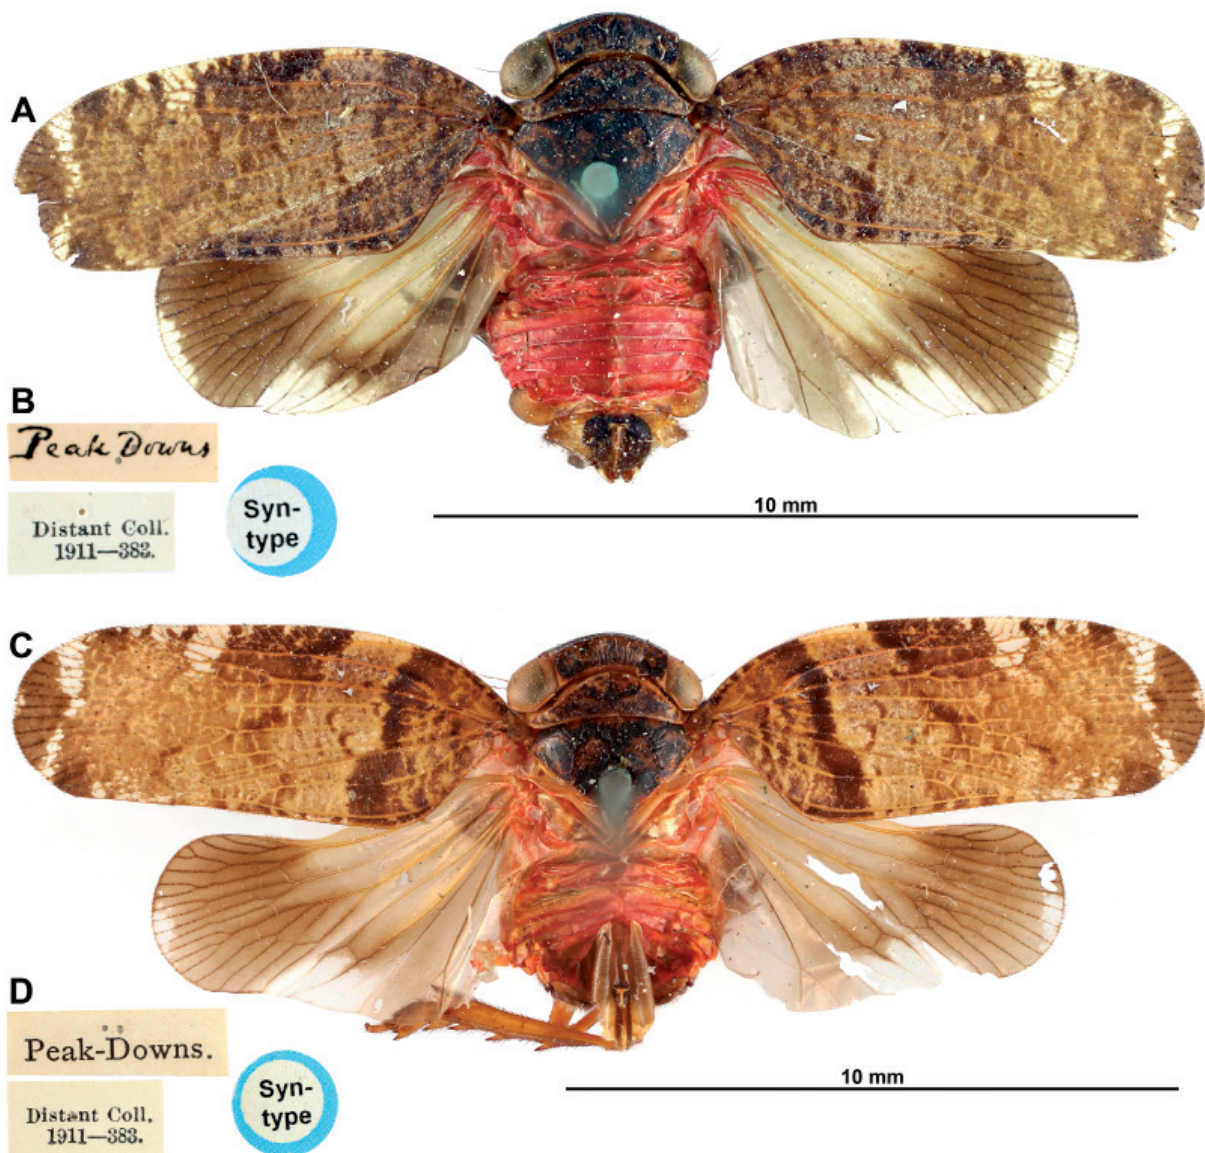 A
B
Peak Downs
Distant Coll.
1911—383.
Syn-
type
10 mm
C
D
Peak-Downs.
Distant Coll.
1911—383.
Syn-
type
10 mm